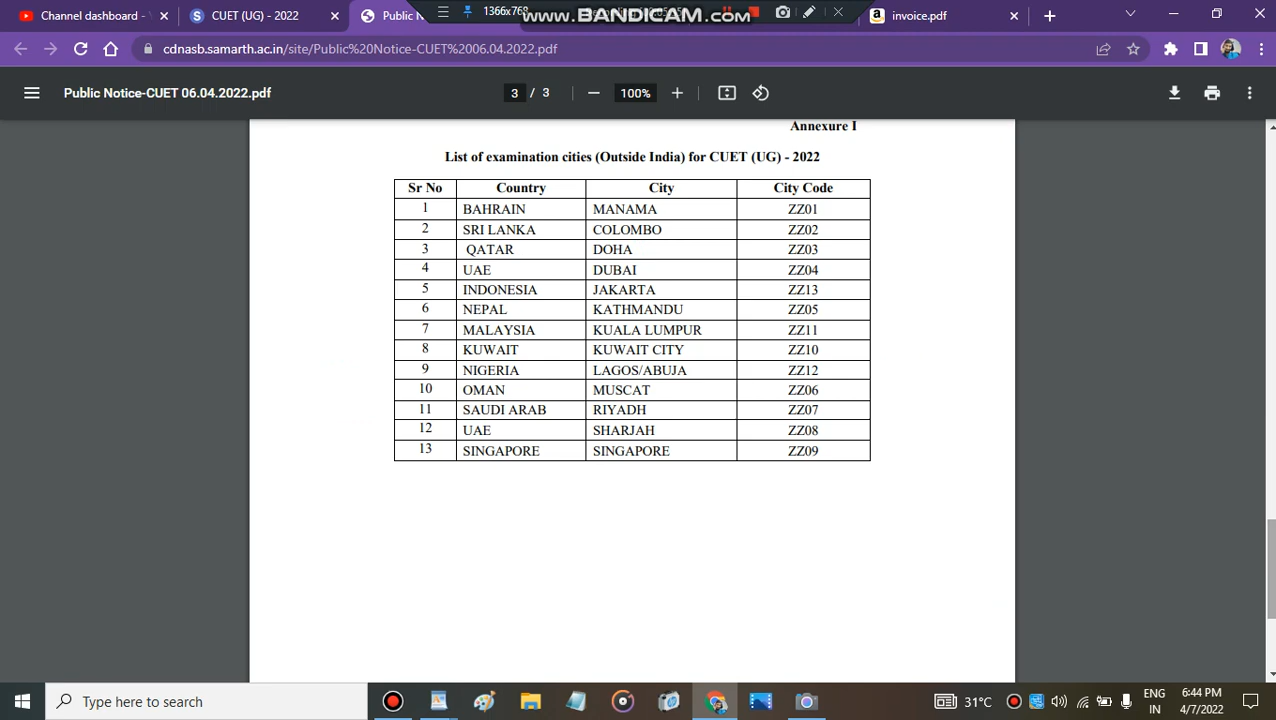 Channel dashboard -
CUET (UG) - 2022
Public N
1366x768
WWW.BANDICAM.COM
invoice.pdf
cdnasb.samarth.ac.in/site/Public%20Notice-CUET%2006.04.2022.pdf
Public Notice-CUET 06.04.2022.pdf
3 / 3
100%
Annexure I
List of examination cities (Outside India) for CUET (UG) - 2022
Sr No Country City City Code
1 BAHRAIN MANAMA ZZ01
2 SRI LANKA COLOMBO ZZ02
3 QATAR DOHA ZZ03
4 UAE DUBAI ZZ04
5 INDONESIA JAKARTA ZZ13
6 NEPAL KATHMANDU ZZ05
7 MALAYSIA KUALA LUMPUR ZZ11
8 KUWAIT KUWAIT CITY ZZ10
9 NIGERIA LAGOS/ABUJA ZZ12
10 OMAN MUSCAT ZZ06
11 SAUDI ARAB RIYADH ZZ07
12 UAE SHARJAH ZZ08
13 SINGAPORE SINGAPORE ZZ09
Type here to search
31°C
ENG
IN
6:44 PM
4/7/2022